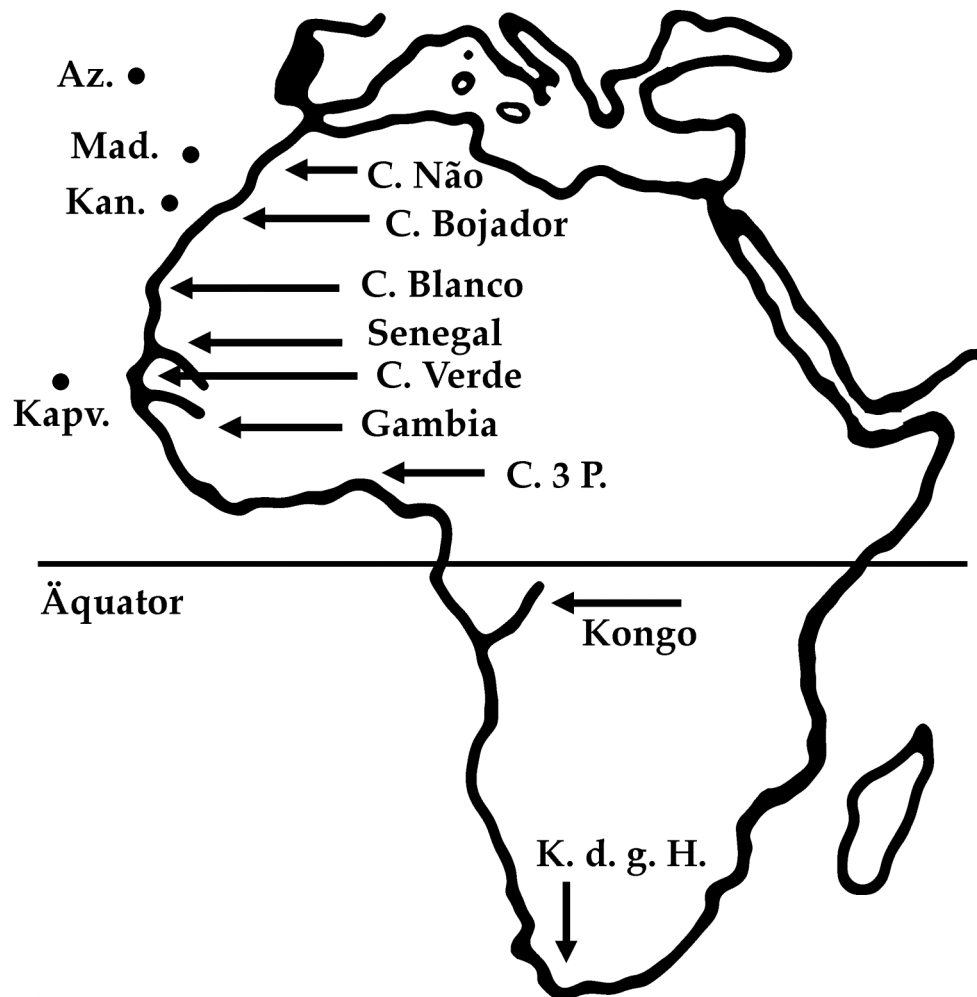 Az.
Mad.
C. Não
Kan.
C. Bojador
C. Blanco
Senegal
C. Verde
Kapv.
Gambia
C. 3 P.
Äquator
Kongo
K. d. g. H.